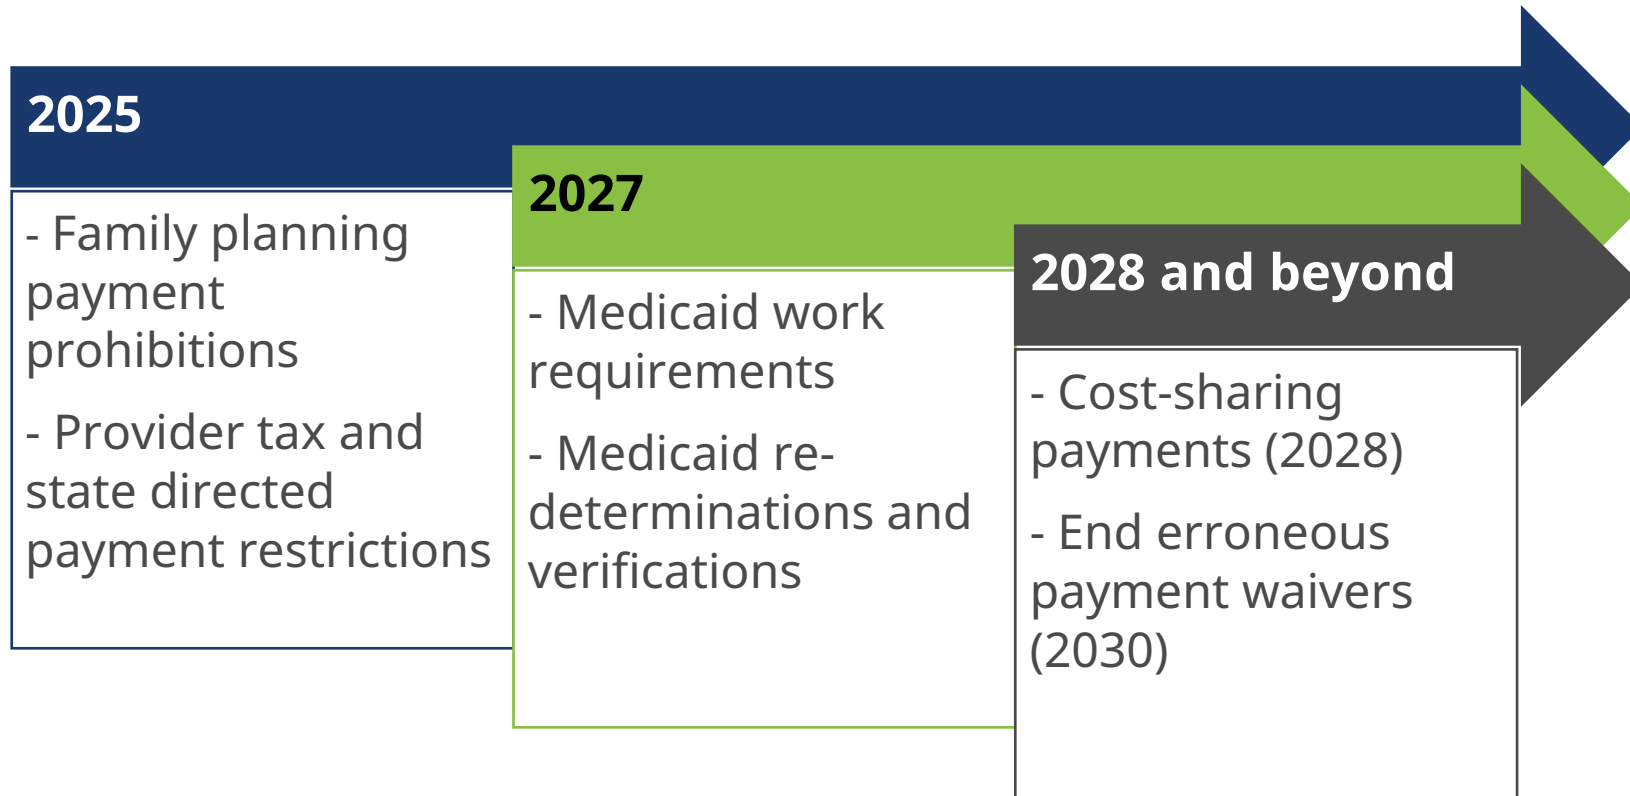 2025
- Family planning
payment
prohibitions
- Provider tax and
state directed
payment restrictions
2027
- Medicaid work
requirements
- Medicaid re-
determinations and
verifications
2028 and beyond
- Cost-sharing
payments (2028)
- End erroneous
payment waivers
(2030)